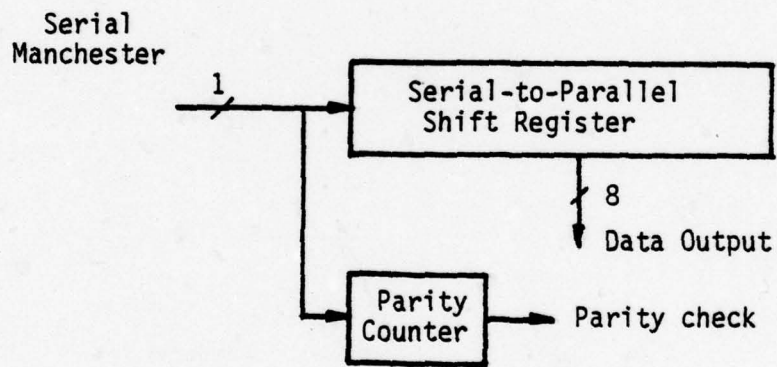 Serial
Manchester
1
Serial-to-Parallel
Shift Register
8
Data Output
Parity
Counter
Parity check